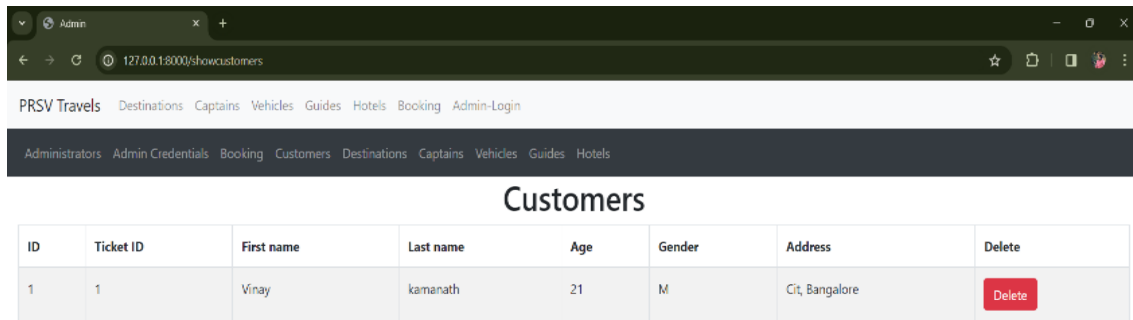 Admin
127.0.0.1:8000/showcustomers
PRSV Travels Destinations Captains Vehicles Guides Hotels Booking Admin-Login
Administrators Admin Credentials Booking Customers Destinations Captains Vehicles Guides Hotels
Customers
ID Ticket ID First name Last name Age Gender Address Delete
1 1 Vinay kamanath 21 M Cit, Bangalore Delete